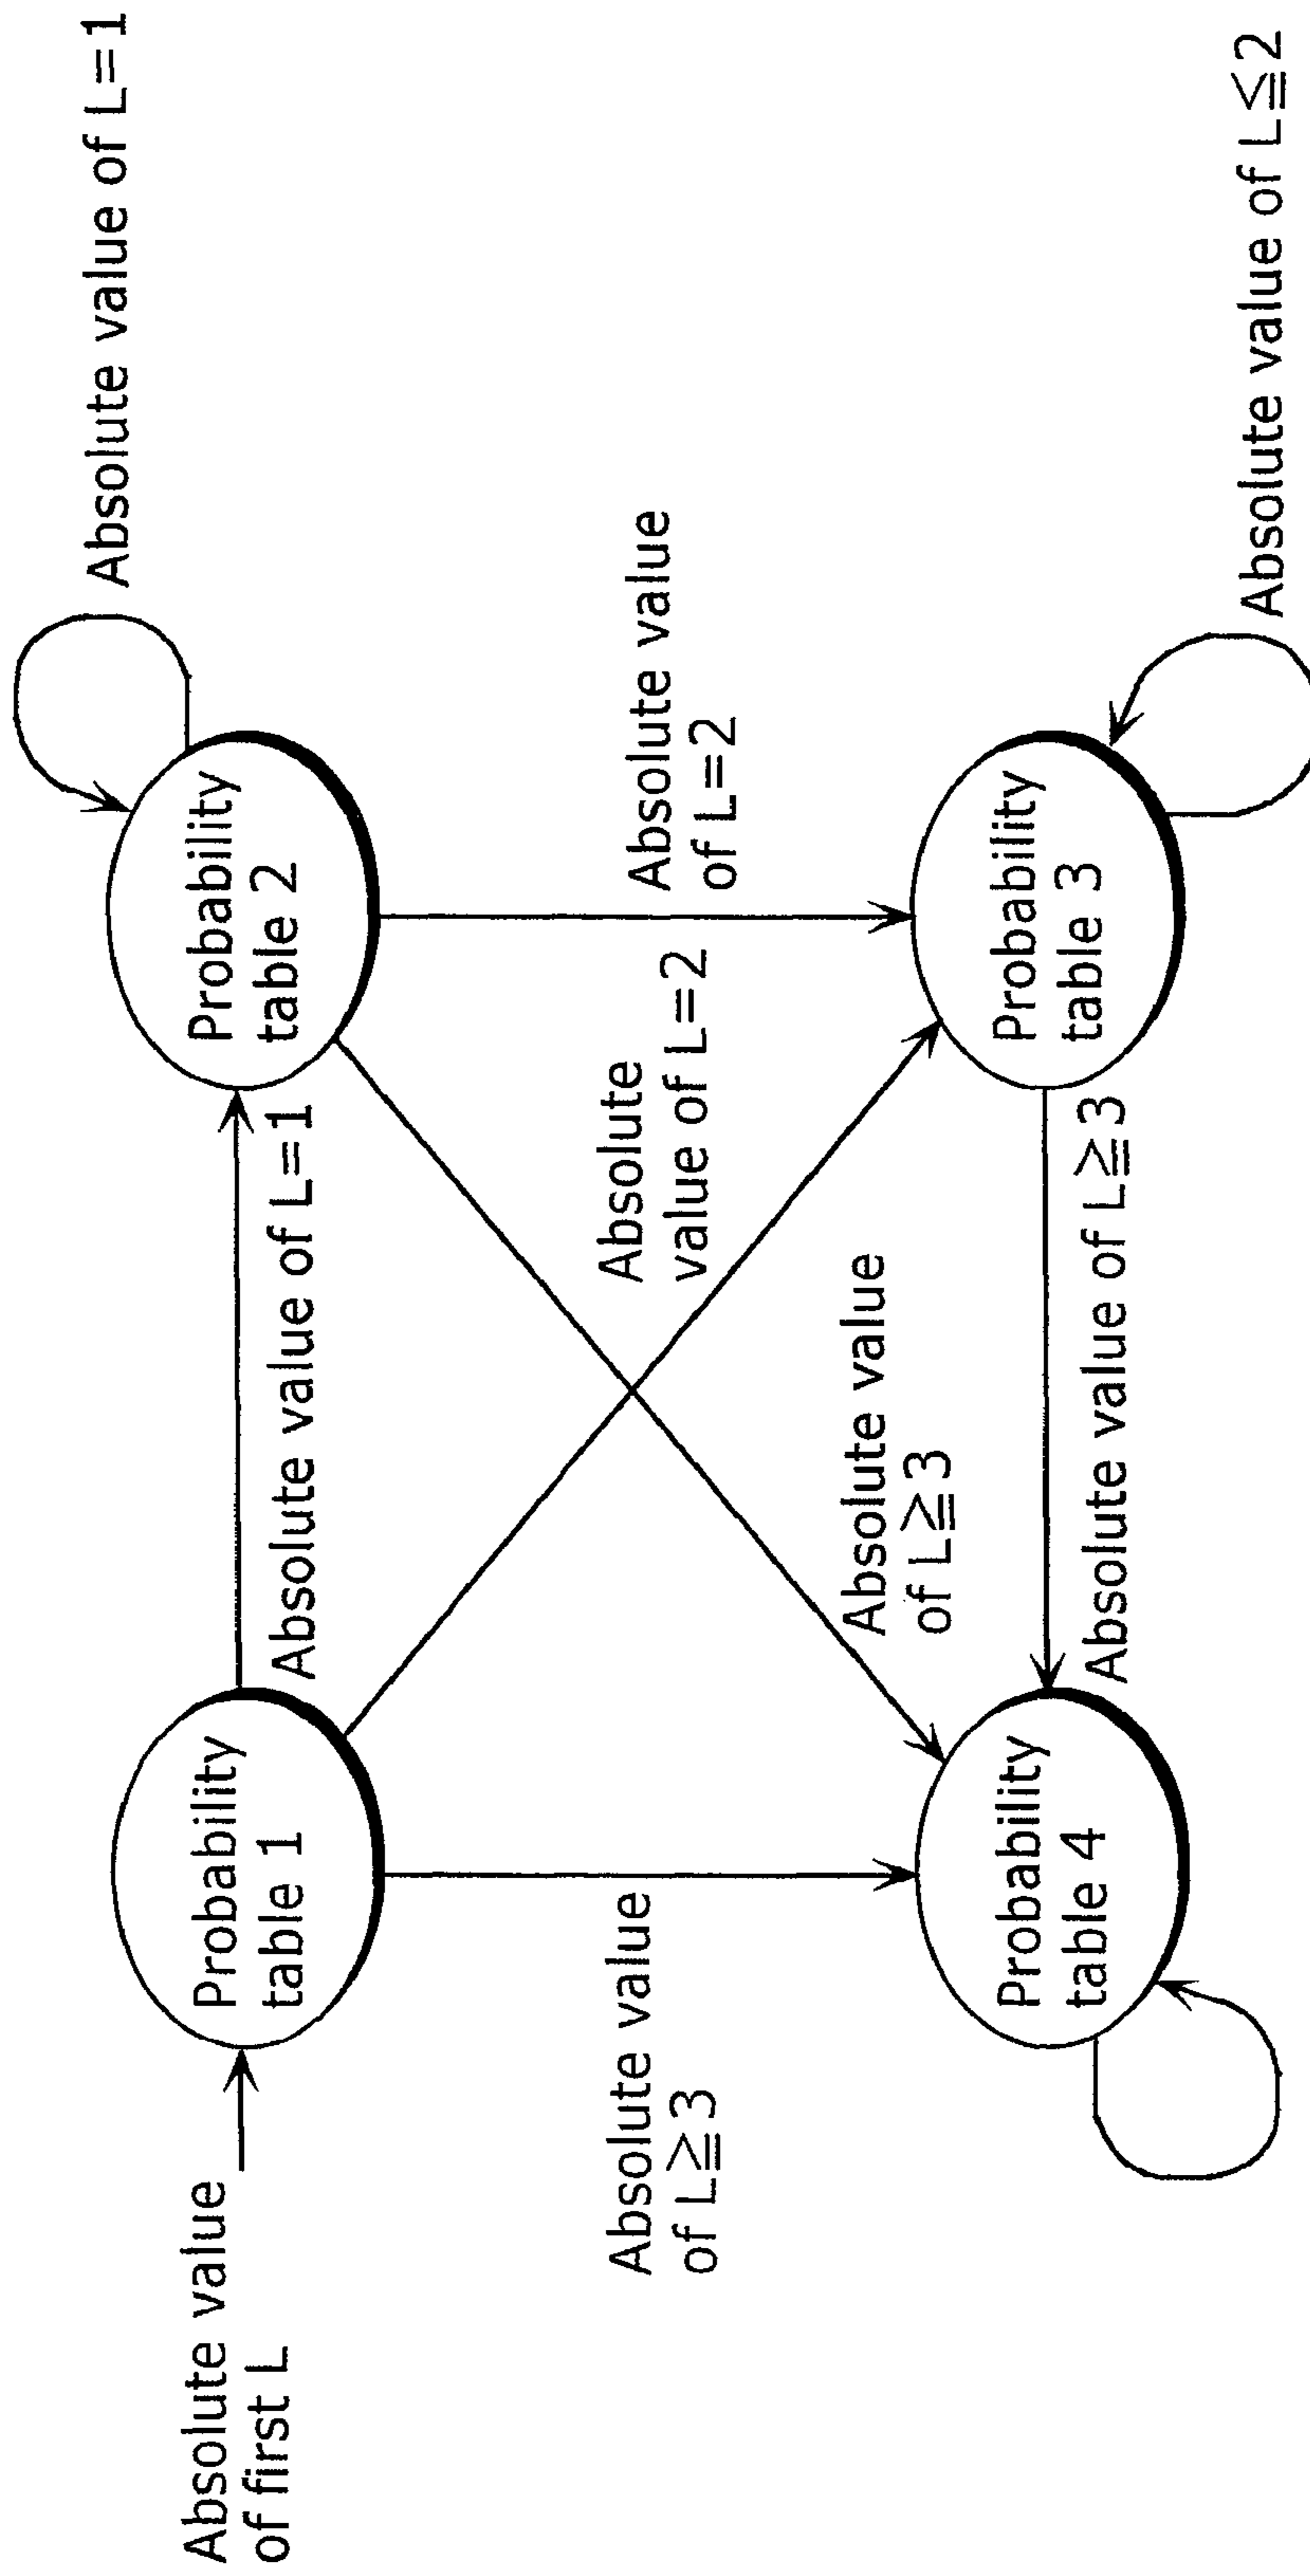 Absolute value
of first L
Probability
table 1
Absolute value of L=1
Probability
table 2
Absolute value of L=1
Absolute value
of L≧3
Absolute
value of L=2
Absolute value
of L=2
Absolute value
of L≧3
Probability
table 4
Absolute value of L≧3
Probability
table 3
Absolute value of L≦2